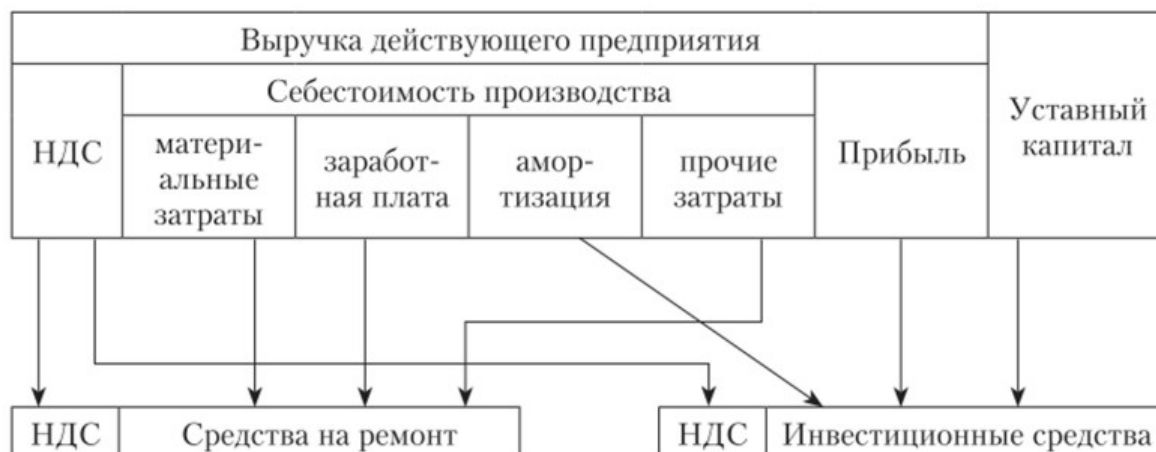 Выручка действующего предприятия
Уставный
капитал
НДС
Себестоимость производства
Прибыль
матери-
альные
затраты
заработ-
ная плата
амор-
тизация
прочие
затраты
НДС
Средства на ремонт
НДС
Инвестиционные средства